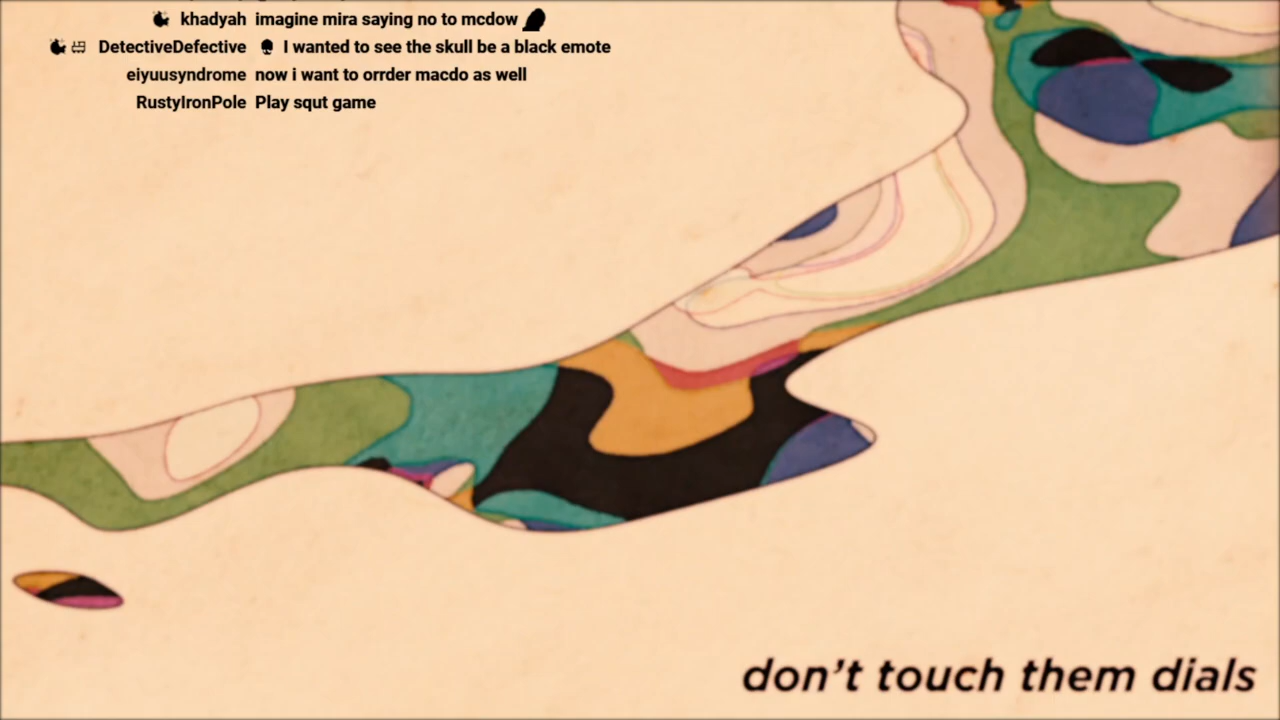 khadyah imagine mira saying no to mcdow
DetectiveDefective I wanted to see the skull be a black emote
eiyuusyndrome now i want to orrder macdo as well
RustyIronPole Play squt game
don't touch them dials